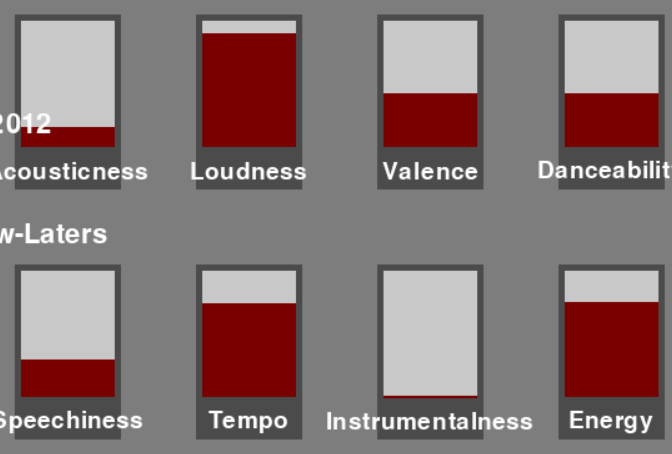 2012
Acousticness Loudness Valence Danceabilit
w-Laters
Speechiness Tempo Instrumentalness Energy